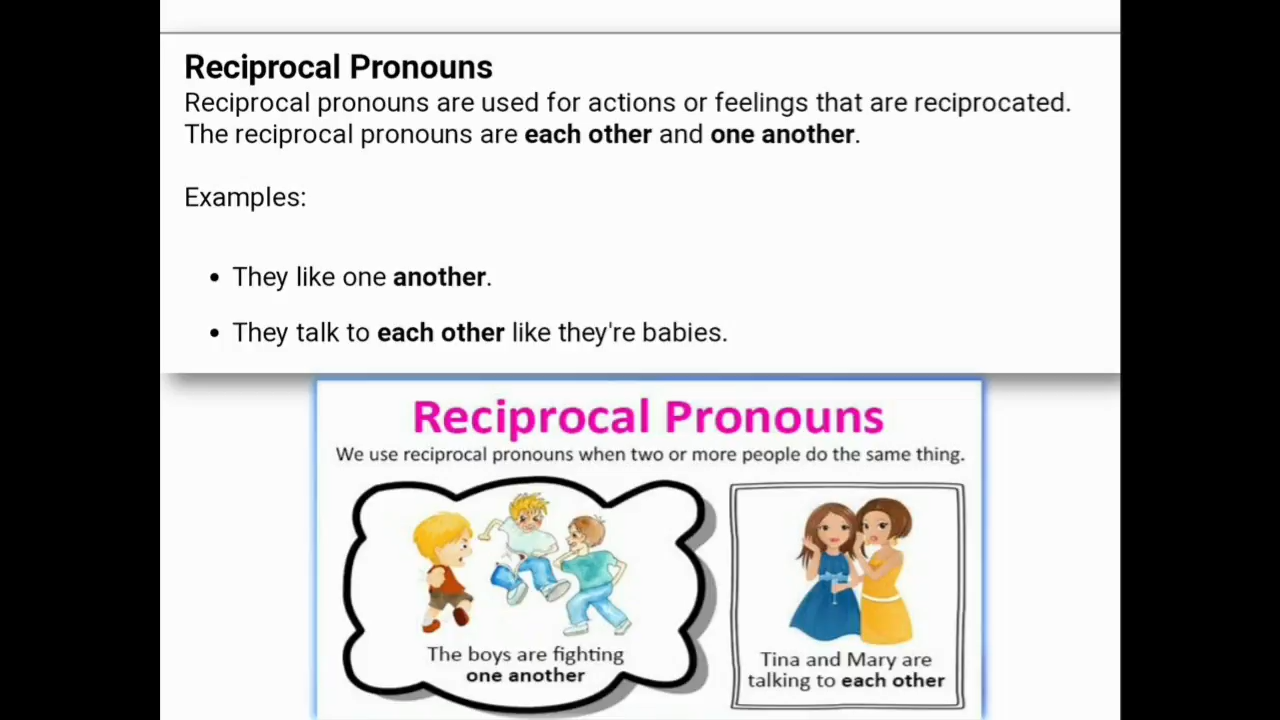 Reciprocal Pronouns
Reciprocal pronouns are used for actions or feelings that are reciprocated.
The reciprocal pronouns are each other and one another.
Examples:
• They like one another.
• They talk to each other like they're babies.
Reciprocal Pronouns
We use reciprocal pronouns when two or more people do the same thing.
The boys are fighting
one another
Tina and Mary are
talking to each other